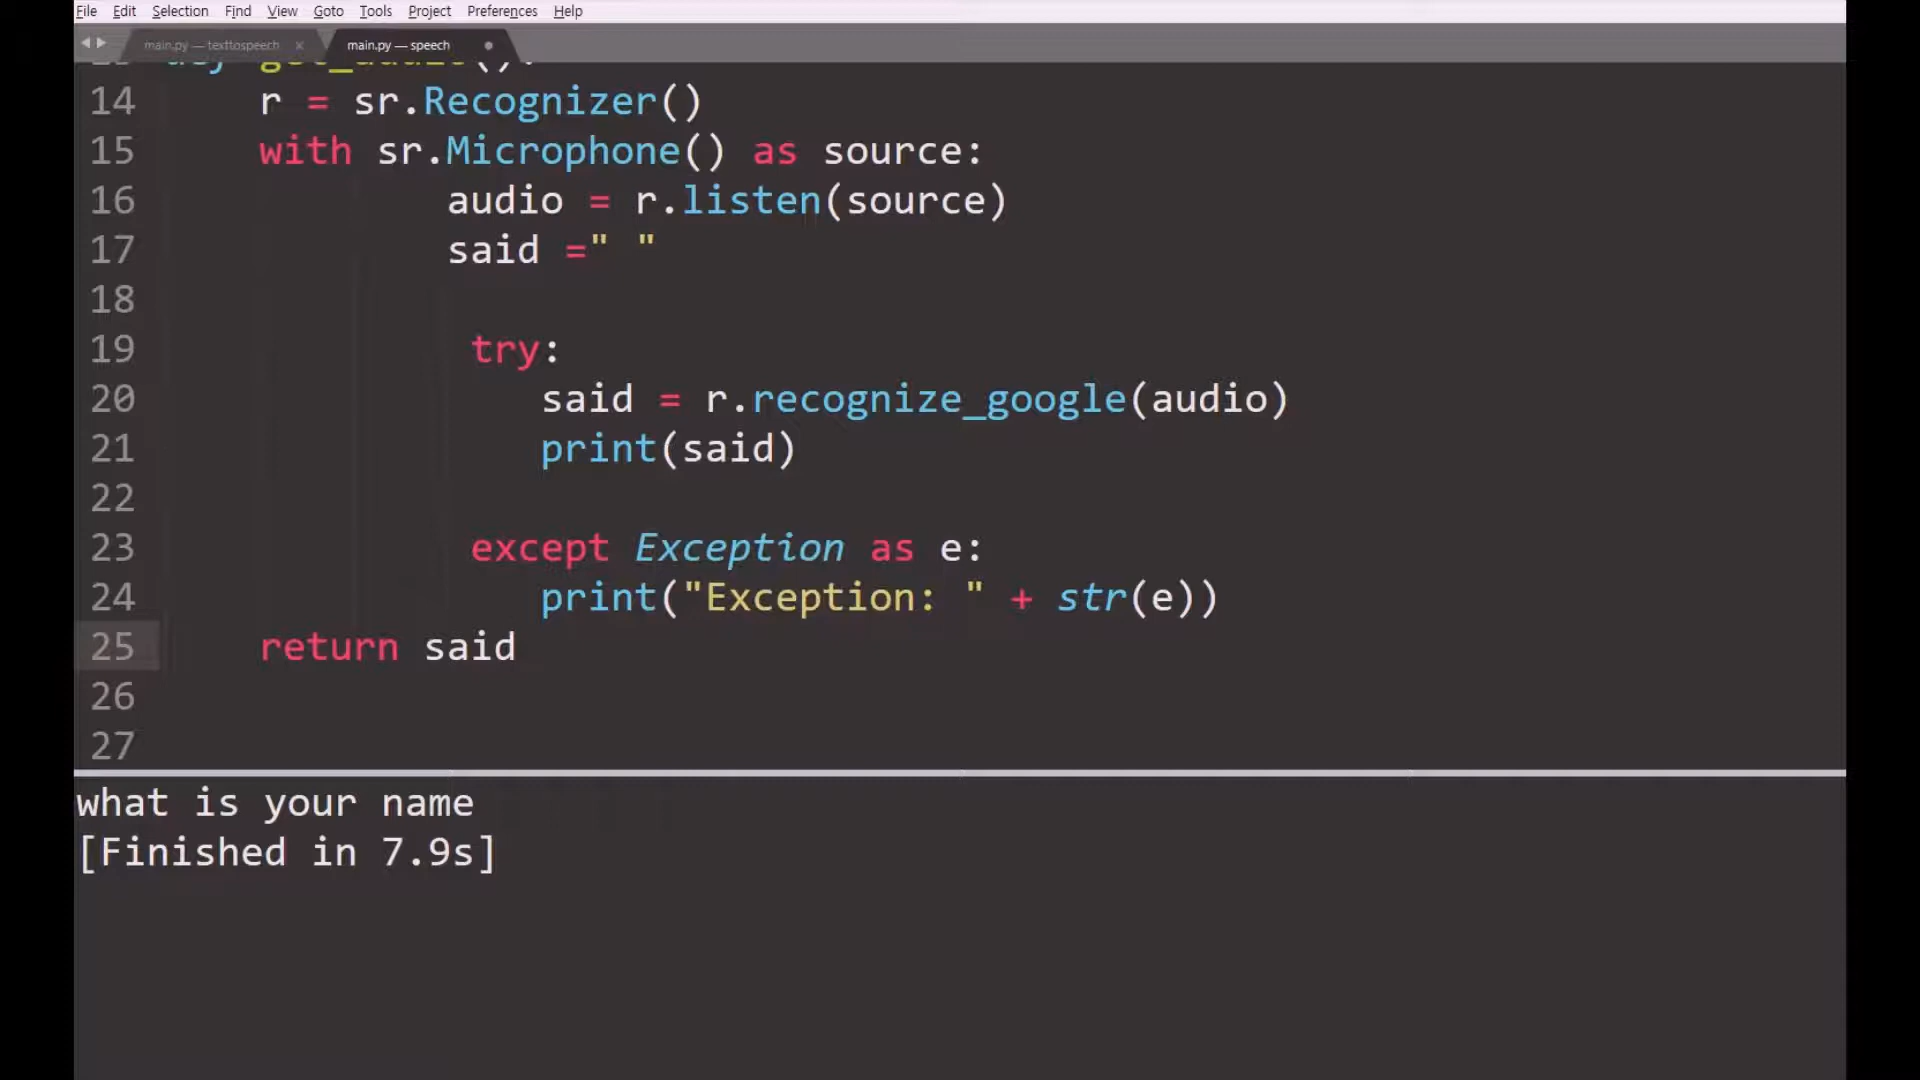 File Edit Selection Find View Goto Tools Project Preferences Help
main.py — texttospeech × main.py — speech
14 r = sr.Recognizer()
15 with sr.Microphone() as source:
16 audio = r.listen(source)
17 said =" "
18
19 try:
20 said = r.recognize_google(audio)
21 print(said)
22
23 except Exception as e:
24 print("Exception: " + str(e))
25 return said
26
27
what is your name
[Finished in 7.9s]